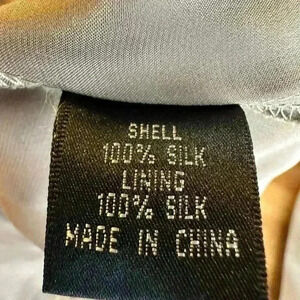 SHELL
100% SILK
LINING
100% SILK
MADE IN CHINA